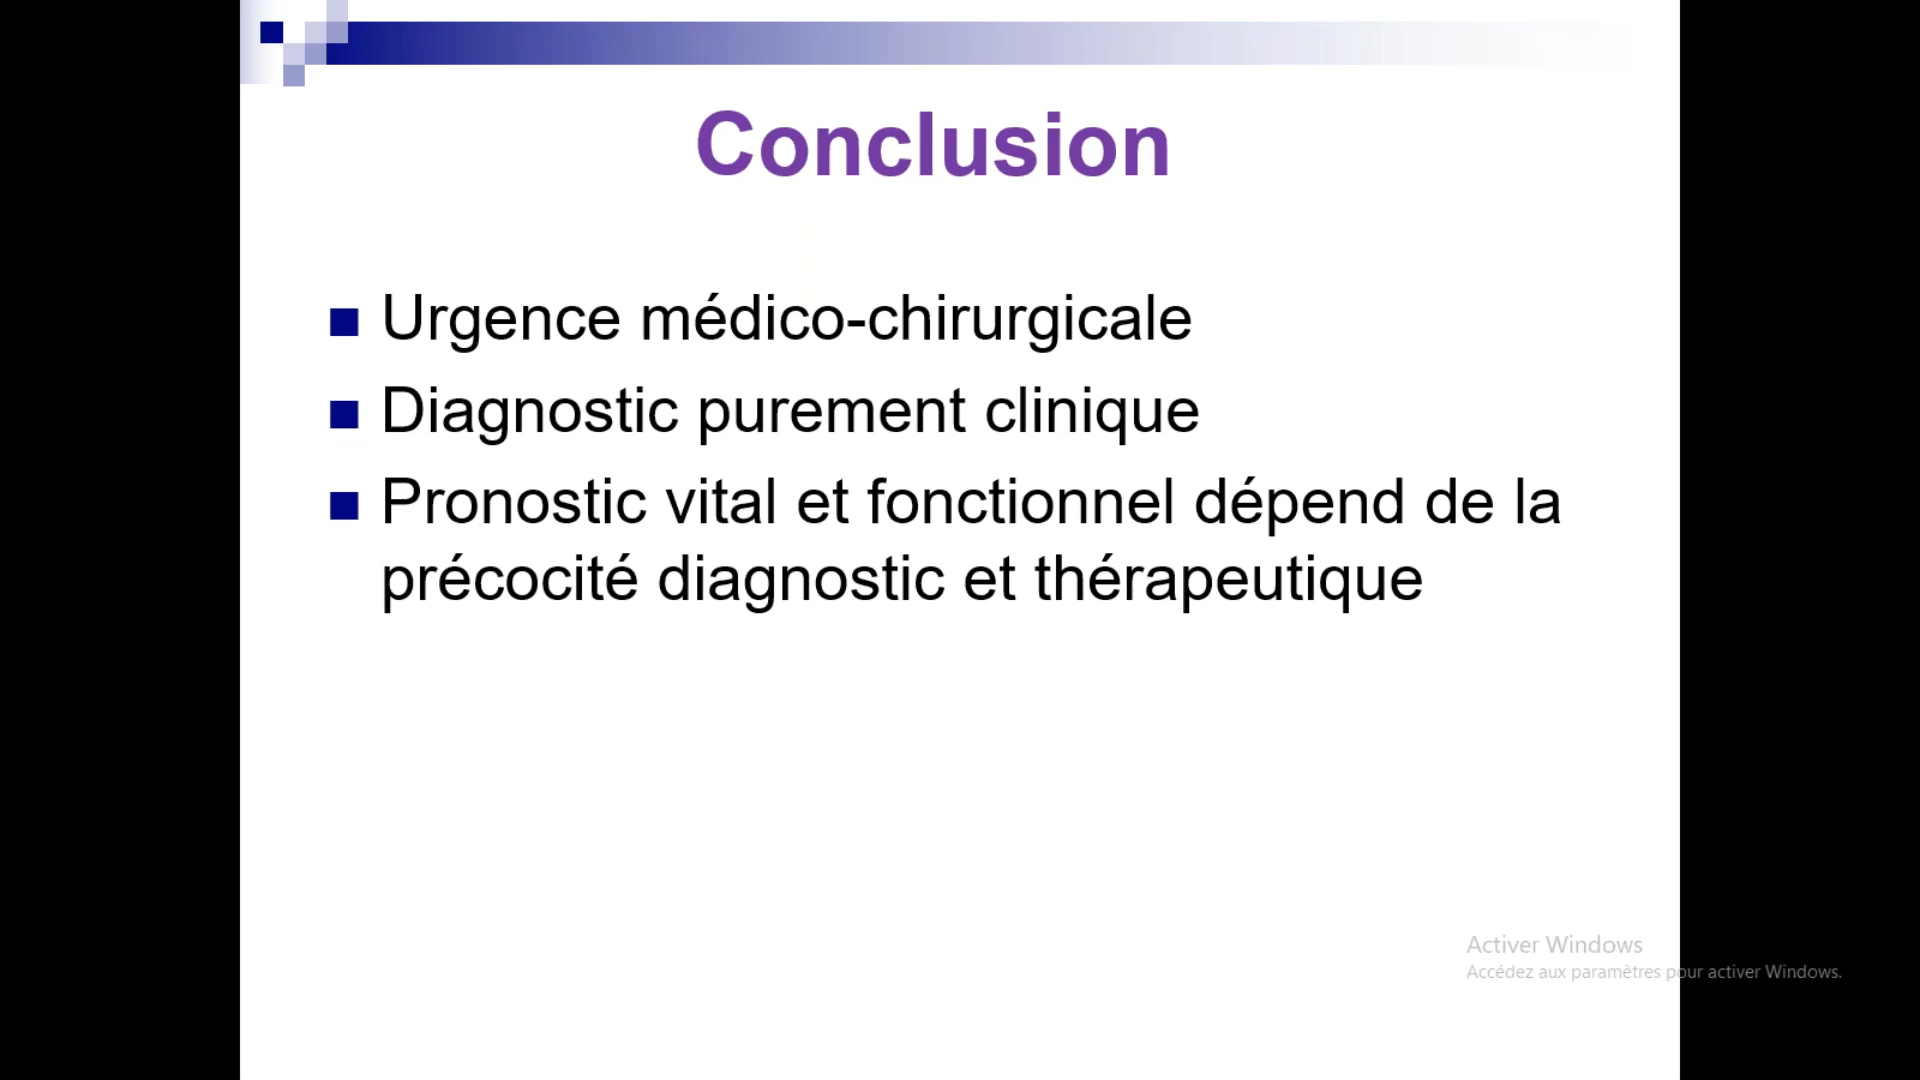 Conclusion
Urgence médico-chirurgicale
Diagnostic purement clinique
Pronostic vital et fonctionnel dépend de la
précocité diagnostic et thérapeutique
Activer Windows
Accédez aux paramètres pour activer Windows.